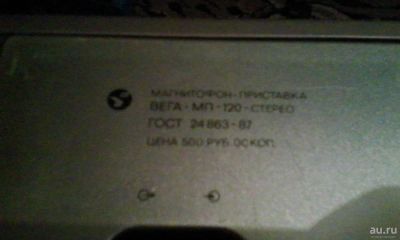 МАГНИТОФОН-ПРИСТАВКА
ВЕГА-МП-120-СТЕРЕО
ГОСТ 24863-87
ЦЕНА 500 РУБ. 00 КОП.
au.ru